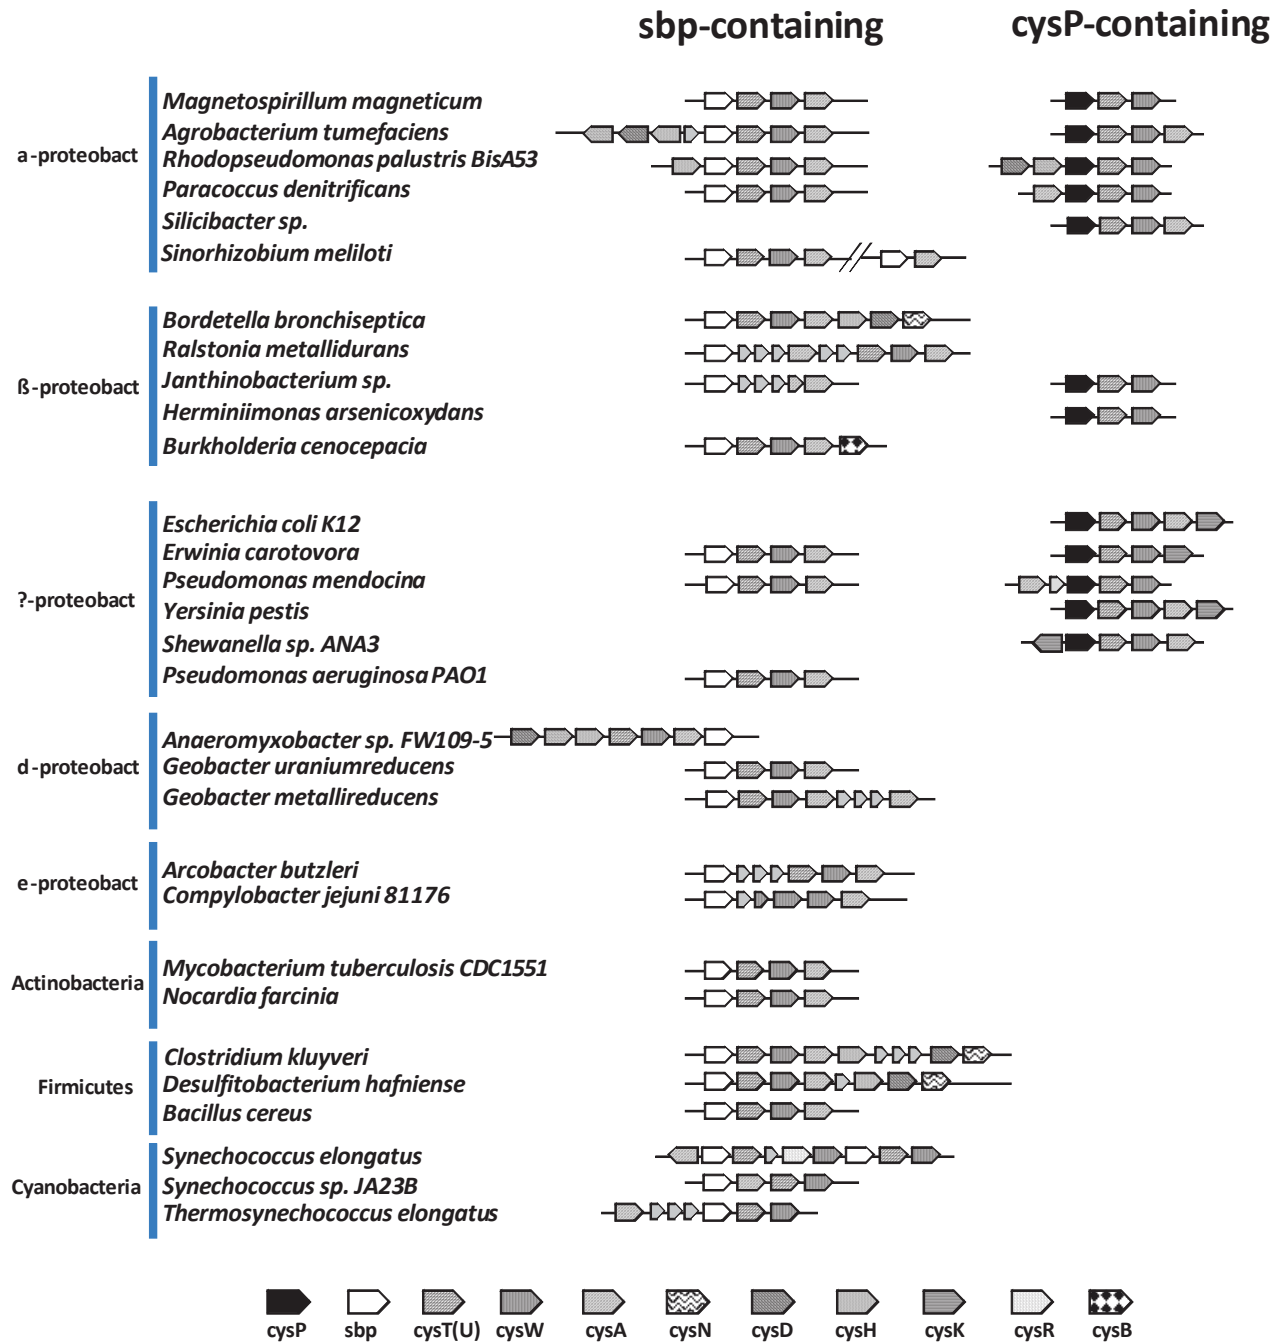 sbp-containing cysP-containing
a-proteobact
Magnetospirillum magneticum
Agrobacterium tumefaciens
Rhodopseudomonas palustris BisA53
Paracoccus denitrificans
Silicibacter sp.
Sinorhizobium meliloti
ß-proteobact
Bordetella bronchiseptica
Ralstonia metallidurans
Janthinobacterium sp.
Herminiimonas arsenicoxydans
Burkholderia cenocepacia
?-proteobact
Escherichia coli K12
Erwinia carotovora
Pseudomonas mendocina
Yersinia pestis
Shewanella sp. ANA3
Pseudomonas aeruginosa PAO1
d-proteobact
Anaeromyxobacter sp. FW109-5
Geobacter uraniumreducens
Geobacter metallireducens
e-proteobact
Arcobacter butzleri
Compylobacter jejuni 81176
Actinobacteria
Mycobacterium tuberculosis CDC1551
Nocardia farcinia
Firmicutes
Clostridium kluyveri
Desulfitobacterium hafniense
Bacillus cereus
Cyanobacteria
Synechococcus elongatus
Synechococcus sp. JA23B
Thermosynechococcus elongatus
cysP sbp cysT(U) cysW cysA cysN cysD cysH cysK cysR cysB